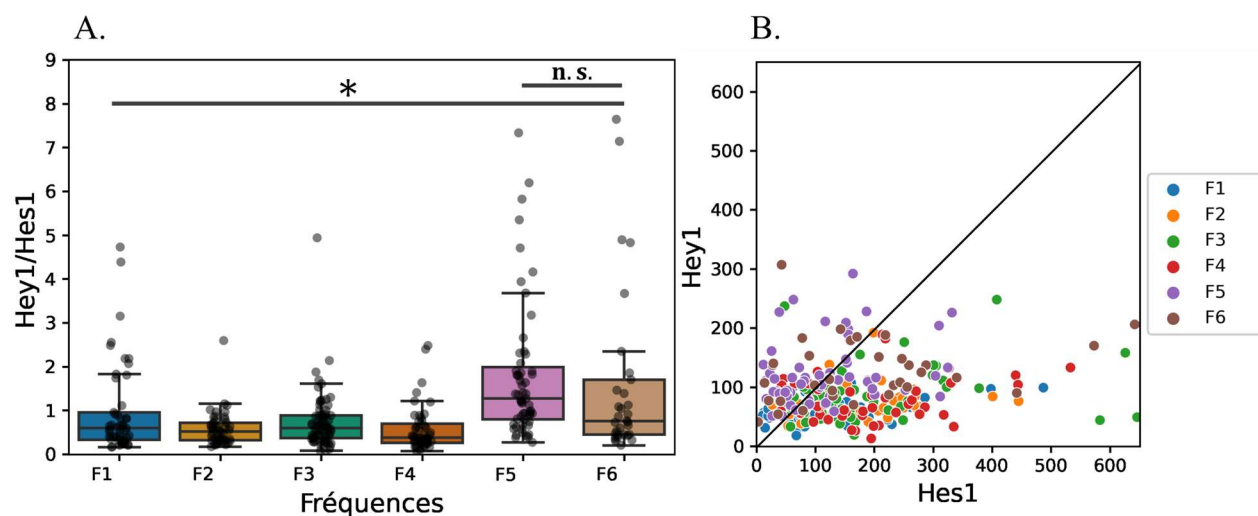 A.
B.
9
8
7
6
5
4
3
2
1
0
Hey1/Hes1
*
n. s.
F1 F2 F3 F4 F5 F6
Fréquences
600
500
400
300
200
100
0
Hey1
0 100 200 300 400 500 600
Hes1
F1
F2
F3
F4
F5
F6